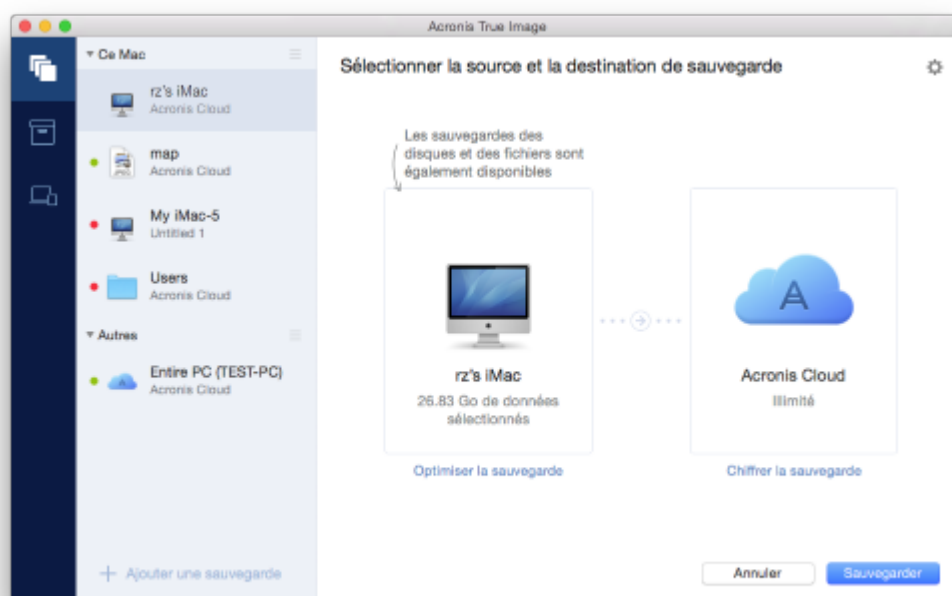 Acronis True Image
Ce Mac
rz's iMac
Acronis Cloud
map
Acronis Cloud
My iMac-5
Untitled 1
Users
Acronis Cloud
Autres
Entire PC (TEST-PC)
Acronis Cloud
Ajouter une sauvegarde
Sélectionner la source et la destination de sauvegarde
Les sauvegardes des
disques et des fichiers sont
également disponibles
rz's iMac
26.83 Go de données
sélectionnés
Optimiser la sauvegarde
Acronis Cloud
Illimité
Chiffrer la sauvegarde
Annuler
Sauvegarder